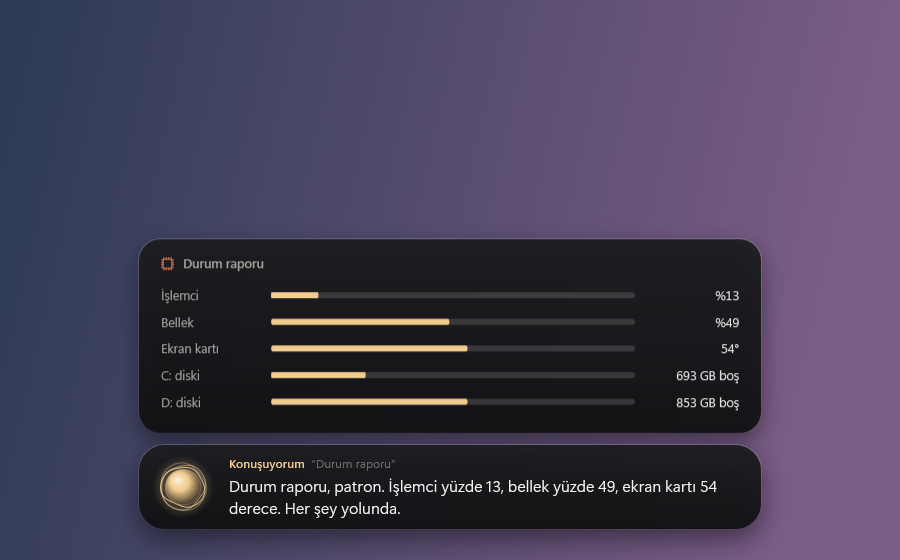 Durum raporu
İşlemci %13
Bellek %49
Ekran kartı 54°
C: diski 693 GB boş
D: diski 853 GB boş
Konuşuyorum "Durum raporu"
Durum raporu, patron. İşlemci yüzde 13, bellek yüzde 49, ekran kartı 54
derece. Her şey yolunda.